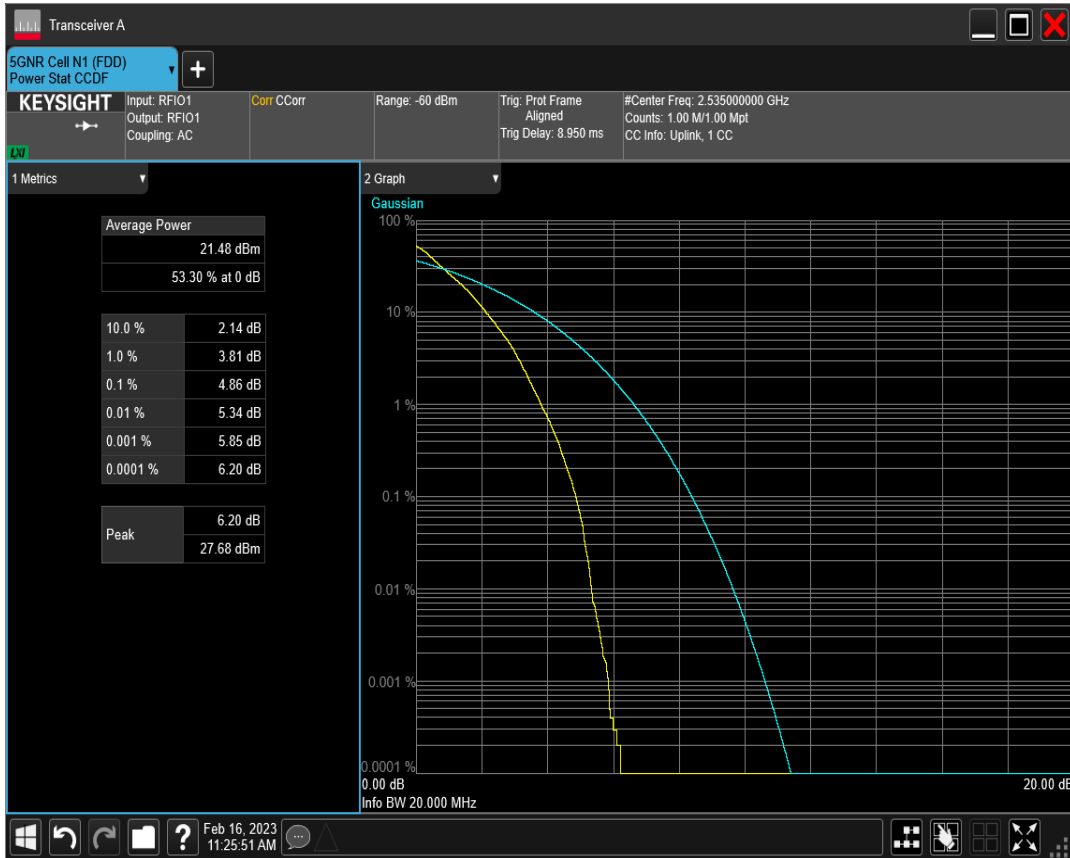 Transceiver A
5GNR Cell N1 (FDD)
Power Stat CCDF
+
KEYSIGHT
LXI
Input: RFIO1
Output: RFIO1
Coupling: AC
Corr CCorr
Range: -60 dBm
Trig: Prot Frame
Aligned
Trig Delay: 8.950 ms
#Center Freq: 2.535000000 GHz
Counts: 1.00 M/1.00 Mpt
CC Info: Uplink, 1 CC
1 Metrics
Average Power
21.48 dBm
53.30 % at 0 dB
10.0 % 2.14 dB
1.0 % 3.81 dB
0.1 % 4.86 dB
0.01 % 5.34 dB
0.001 % 5.85 dB
0.0001 % 6.20 dB
Peak
6.20 dB
27.68 dBm
2 Graph
Gaussian
100 %
10 %
1 %
0.1 %
0.01 %
0.001 %
0.0001 %
0.00 dB 20.00 dB
Info BW 20.000 MHz
?
Feb 16, 2023
11:25:51 AM